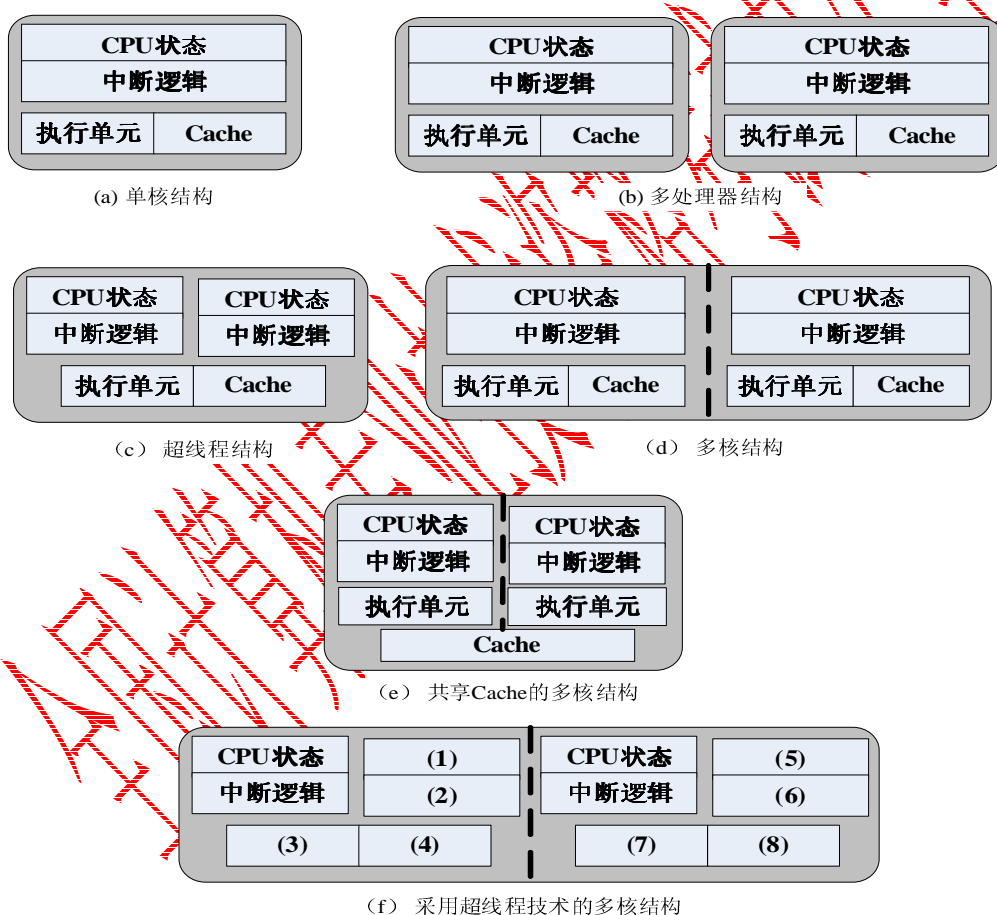 CPU状态
中断逻辑
执行单元 Cache
(a) 单核结构
CPU状态 CPU状态
中断逻辑 中断逻辑
执行单元 Cache 执行单元 Cache
(b) 多处理器结构
CPU状态 CPU状态
中断逻辑 中断逻辑
执行单元 Cache
（c） 超线程结构
CPU状态 CPU状态
中断逻辑 中断逻辑
执行单元 Cache 执行单元 Cache
（d） 多核结构
CPU状态 CPU状态
中断逻辑 中断逻辑
执行单元 执行单元
Cache
（e） 共享Cache的多核结构
CPU状态 (1) CPU状态 (5)
中断逻辑 (2) 中断逻辑 (6)
(3) (4) (7) (8)
（f） 采用超线程技术的多核结构